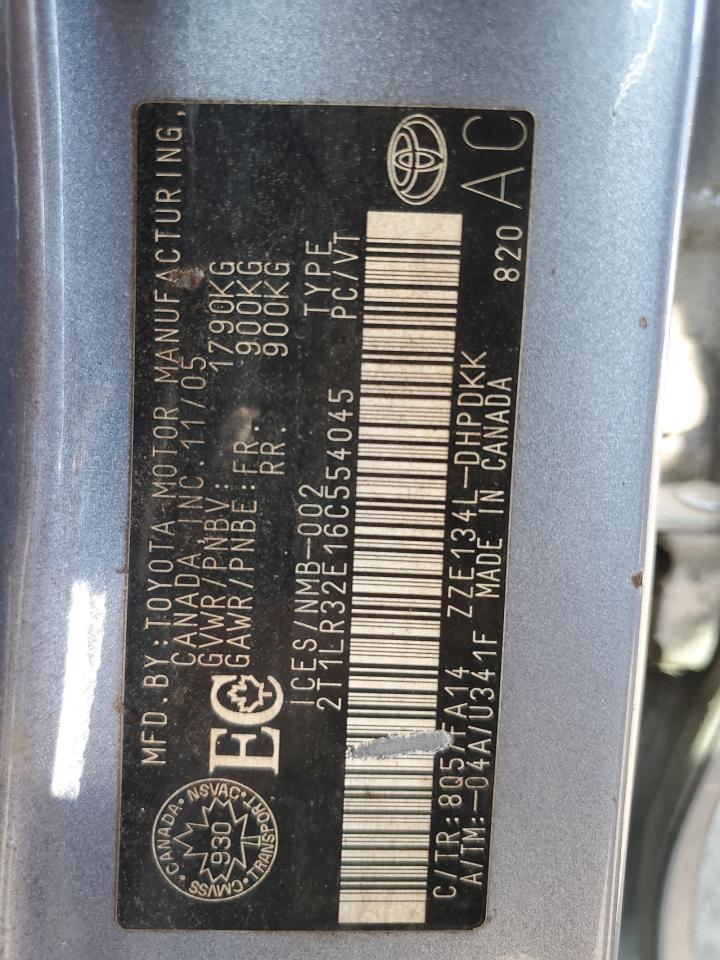 MFD.BY:TOYOTA MOTOR MANUFACTURING,
CANADA INC. 11/05
GVWR/PNBV: 1790KG
GAWR/PNBE:FR. 900KG
RR. 900KG
ICES/NMB-002 TYPE
2T1LR32E16C554045 PC/VT
EC
CANADA • NSVAC • TRANSPORT • CMVSS
930
C/TR:8Q5/FA14 ZZE134L-DHPDKK
A/TM:-04A/U341F MADE IN CANADA
820
AC